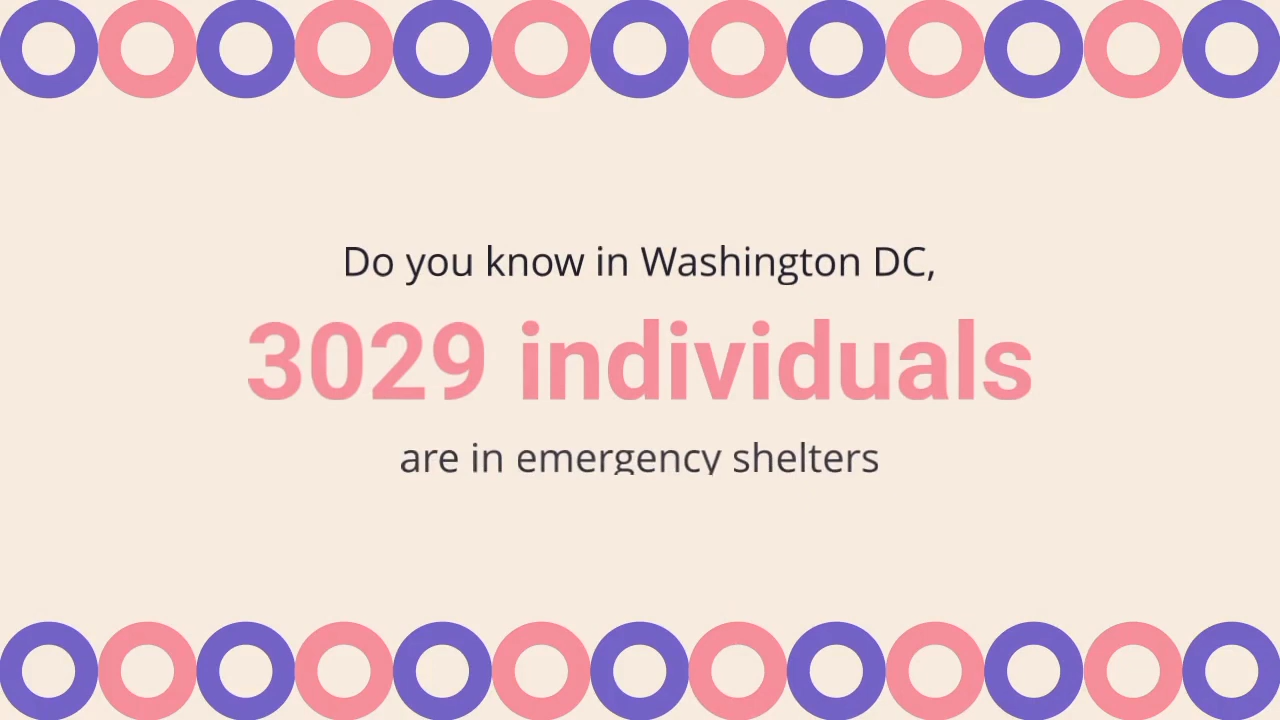 Do you know in Washington DC,
3029 individuals
are in emergency shelters